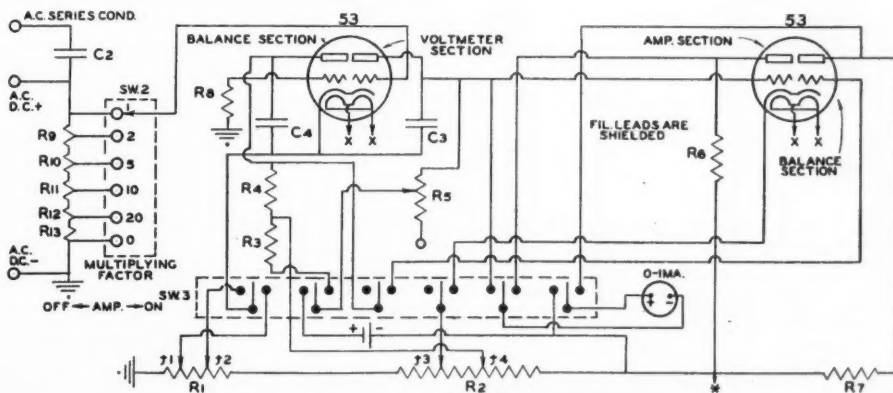 A.C. SERIES COND.
C2
A.C.
D.C.+
SW.2
1
2
5
10
20
0
R9
R10
R11
R12
R13
A.C.
D.C.-
MULTIPLYING
FACTOR
OFF ← AMP. → ON
53
BALANCE SECTION
VOLTMETER
SECTION
R8
C4
C3
X X
R4
R3
R5
SW.3
+ -
53
AMP. SECTION
FIL. LEADS ARE
SHIELDED
R6
X X
BALANCE
SECTION
0-1MA.
+ -
1 2
R1
3 4
R2
*
R7